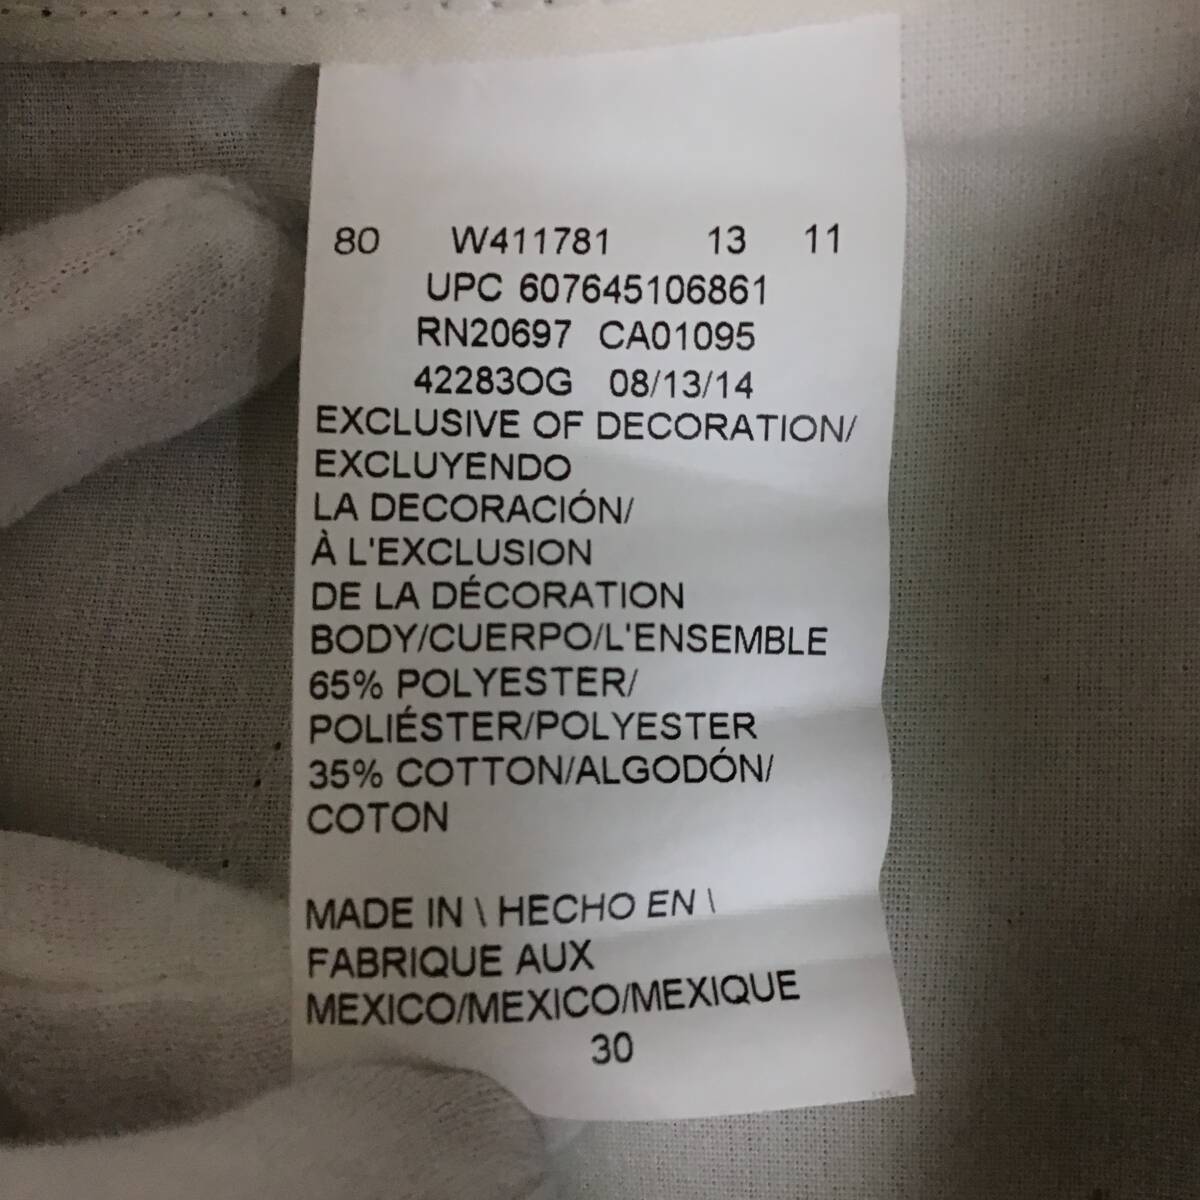 80 W411781 13 11
UPC 607645106861
RN20697 CA01095
42283OG 08/13/14
EXCLUSIVE OF DECORATION/
EXCLUYENDO
LA DECORACIÓN/
À L'EXCLUSION
DE LA DÉCORATION
BODY/CUERPO/L'ENSEMBLE
65% POLYESTER/
POLIÉSTER/POLYESTER
35% COTTON/ALGODÓN/
COTON
MADE IN \ HECHO EN \
FABRIQUE AUX
MEXICO/MEXICO/MEXIQUE
30